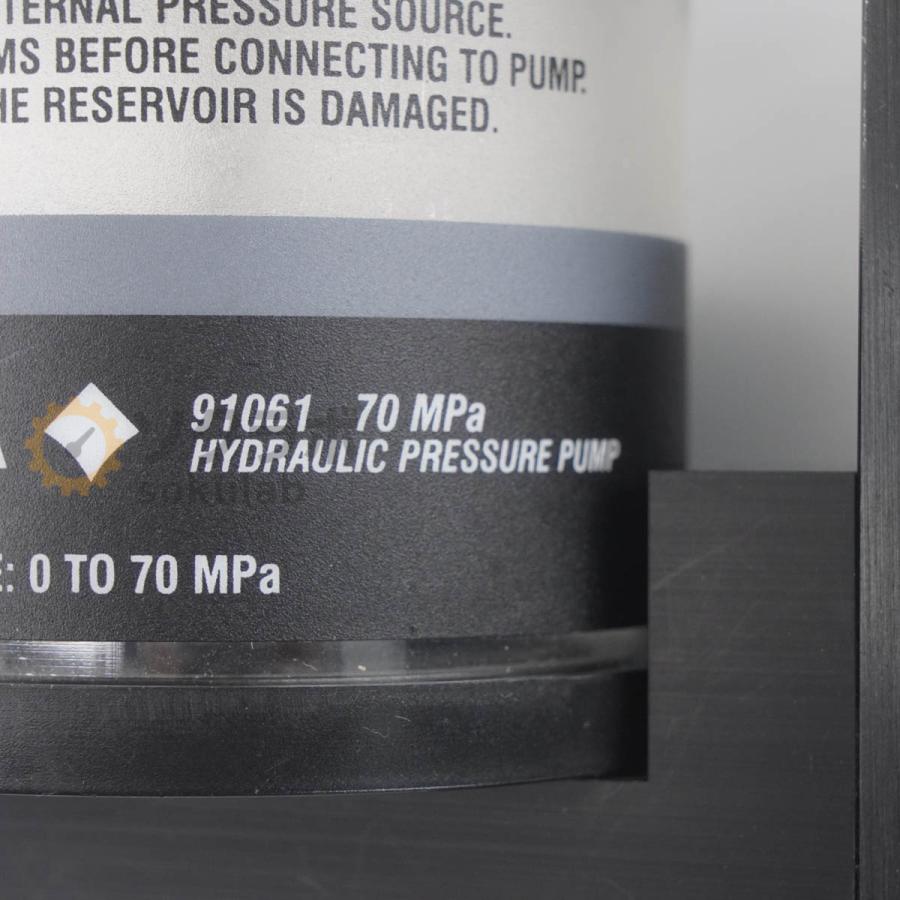 TERNAL PRESSURE SOURCE.
MS BEFORE CONNECTING TO PUMP.
HE RESERVOIR IS DAMAGED.
91061 70 MPa
HYDRAULIC PRESSURE PUMP
sokulab
E: 0 TO 70 MPa